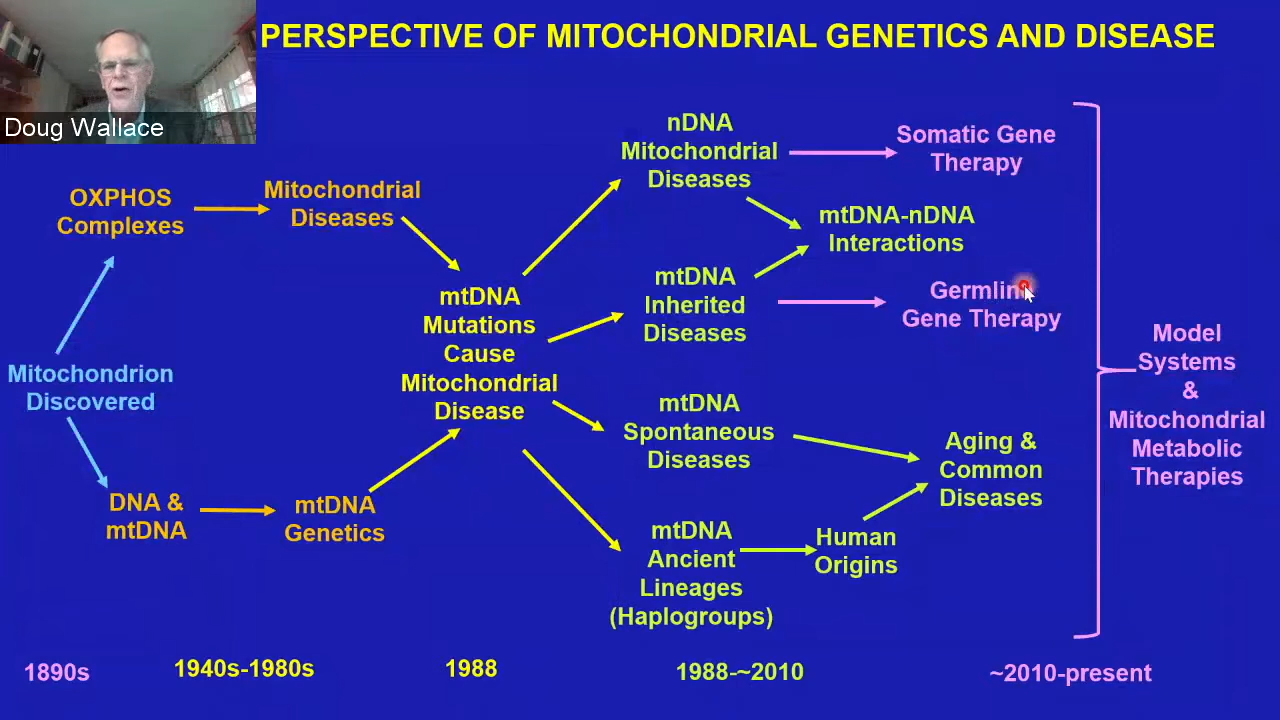 PERSPECTIVE OF MITOCHONDRIAL GENETICS AND DISEASE
Doug Wallace
OXPHOS
Complexes
Mitochondrial
Diseases
Mitochondrion
Discovered
DNA &
mtDNA
mtDNA
Genetics
mtDNA
Mutations
Cause
Mitochondrial
Disease
nDNA
Mitochondrial
Diseases
mtDNA
Inherited
Diseases
mtDNA
Spontaneous
Diseases
mtDNA
Ancient
Lineages
(Haplogroups)
Somatic Gene
Therapy
mtDNA-nDNA
Interactions
Germline
Gene Therapy
Aging &
Common
Diseases
Human
Origins
Model
Systems
&
Mitochondrial
Metabolic
Therapies
1890s
1940s-1980s
1988
1988-~2010
~2010-present